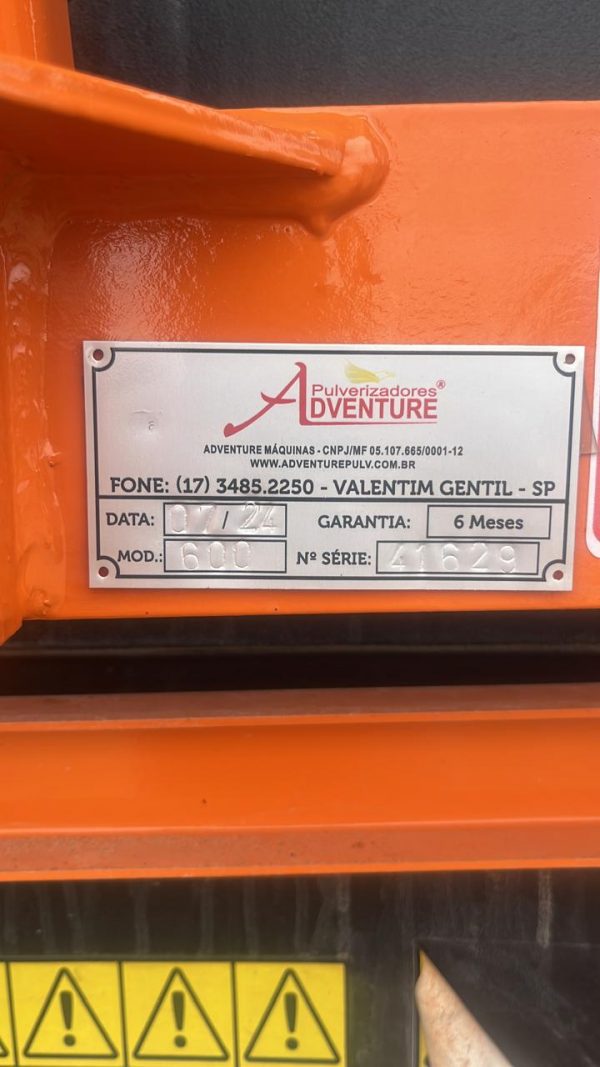 Pulverizadores®
ADVENTURE
ADVENTURE MÁQUINAS - CNPJ/MF 05.107.665/0001-12
WWW.ADVENTUREPULV.COM.BR
FONE: (17) 3485.2250 - VALENTIM GENTIL - SP
DATA: 07/24 GARANTIA: 6 Meses
MOD.: 600 Nº SÉRIE: 41629